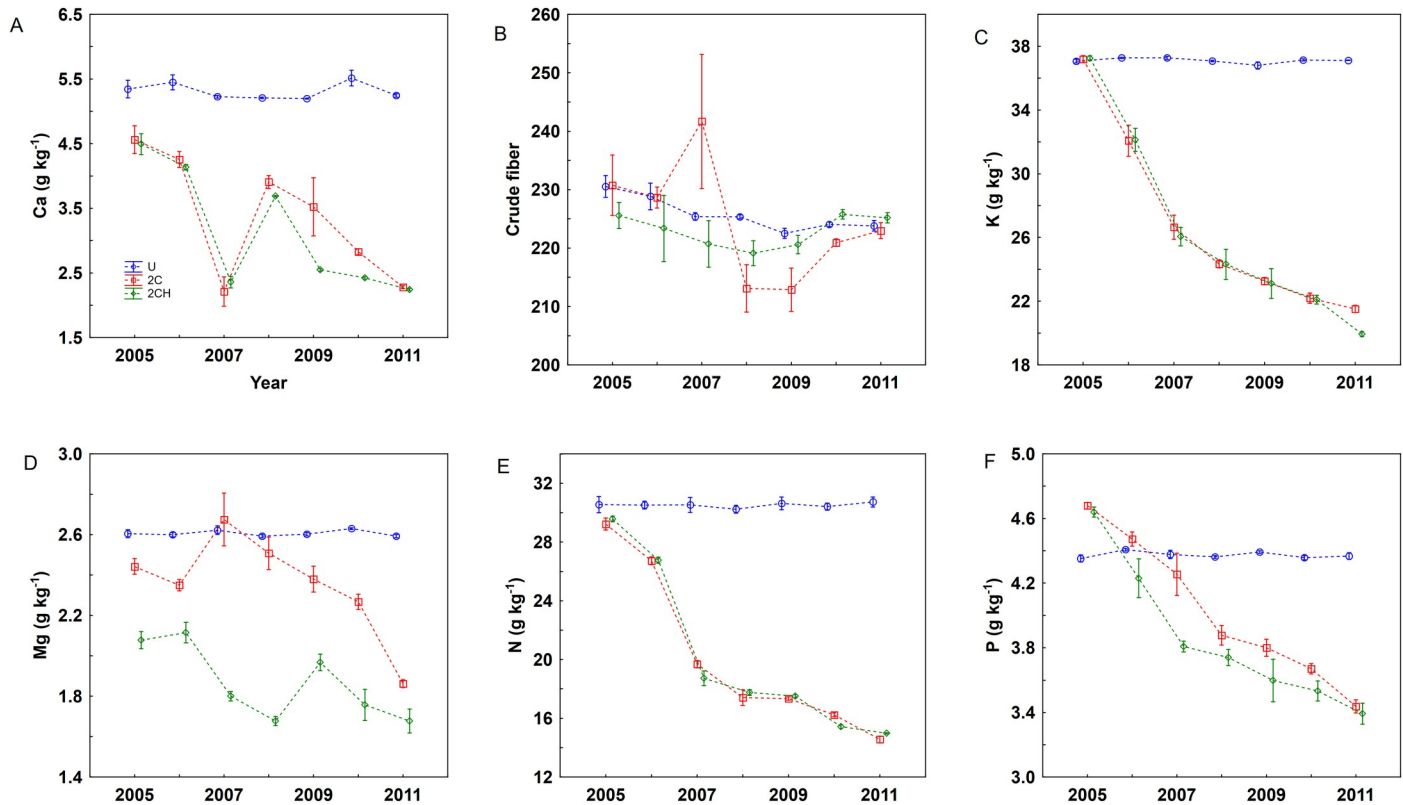 A
Ca (g kg⁻¹)
6.5
5.5
4.5
3.5
2.5
1.5
U
2C
2CH
2005 2007 2009 2011
Year
B
Crude fiber
260
250
240
230
220
210
200
2005 2007 2009 2011
C
K (g kg⁻¹)
38
34
30
26
22
18
2005 2007 2009 2011
D
Mg (g kg⁻¹)
3.0
2.6
2.2
1.8
1.4
2005 2007 2009 2011
E
N (g kg⁻¹)
32
28
24
20
16
12
2005 2007 2009 2011
F
P (g kg⁻¹)
5.0
4.6
4.2
3.8
3.4
3.0
2005 2007 2009 2011